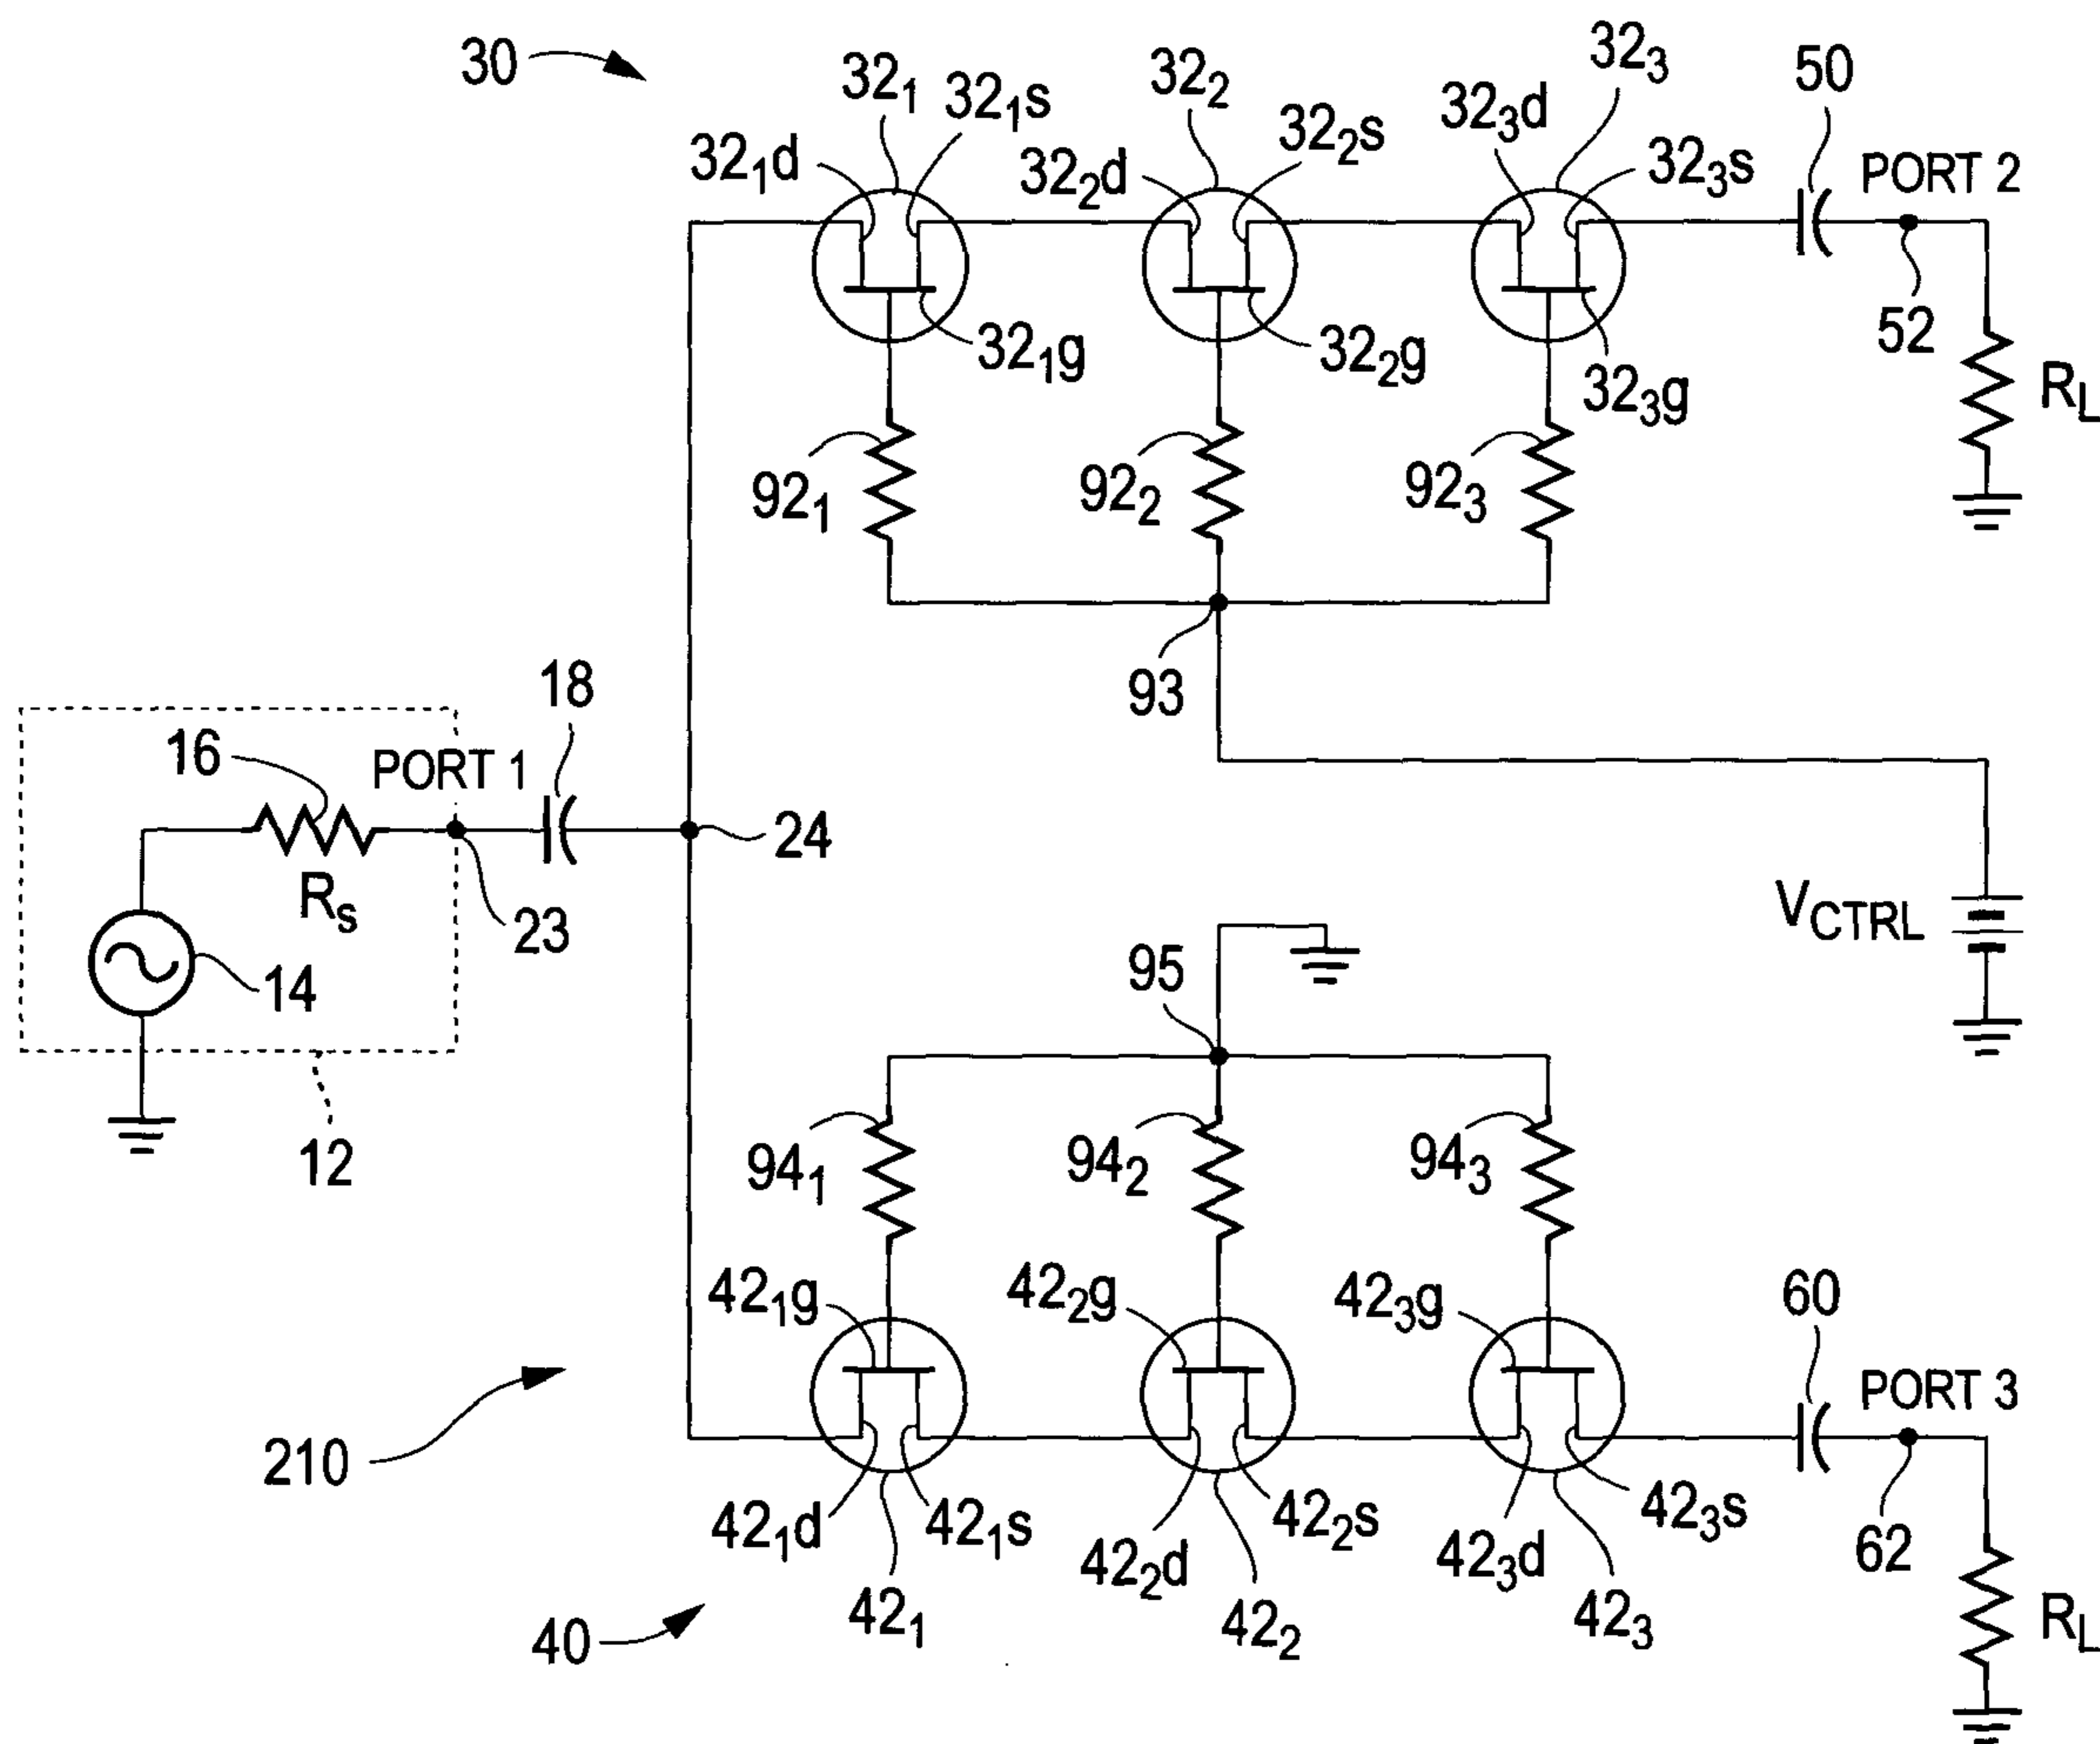 30
32₁
32₁s
32₁d
32₂
32₂d
32₂s
32₃
32₃d
32₃s
50
PORT 2
32₁g
32₂g
32₃g
52
R_L
92₁
92₂
92₃
93
18
16
PORT 1
24
R_s
23
14
12
V_CTRL
95
94₁
94₂
94₃
42₁g
42₂g
42₃g
60
PORT 3
210
42₁d
42₁s
42₂d
42₂s
42₃d
42₃s
62
42₁
42₂
42₃
40
R_L